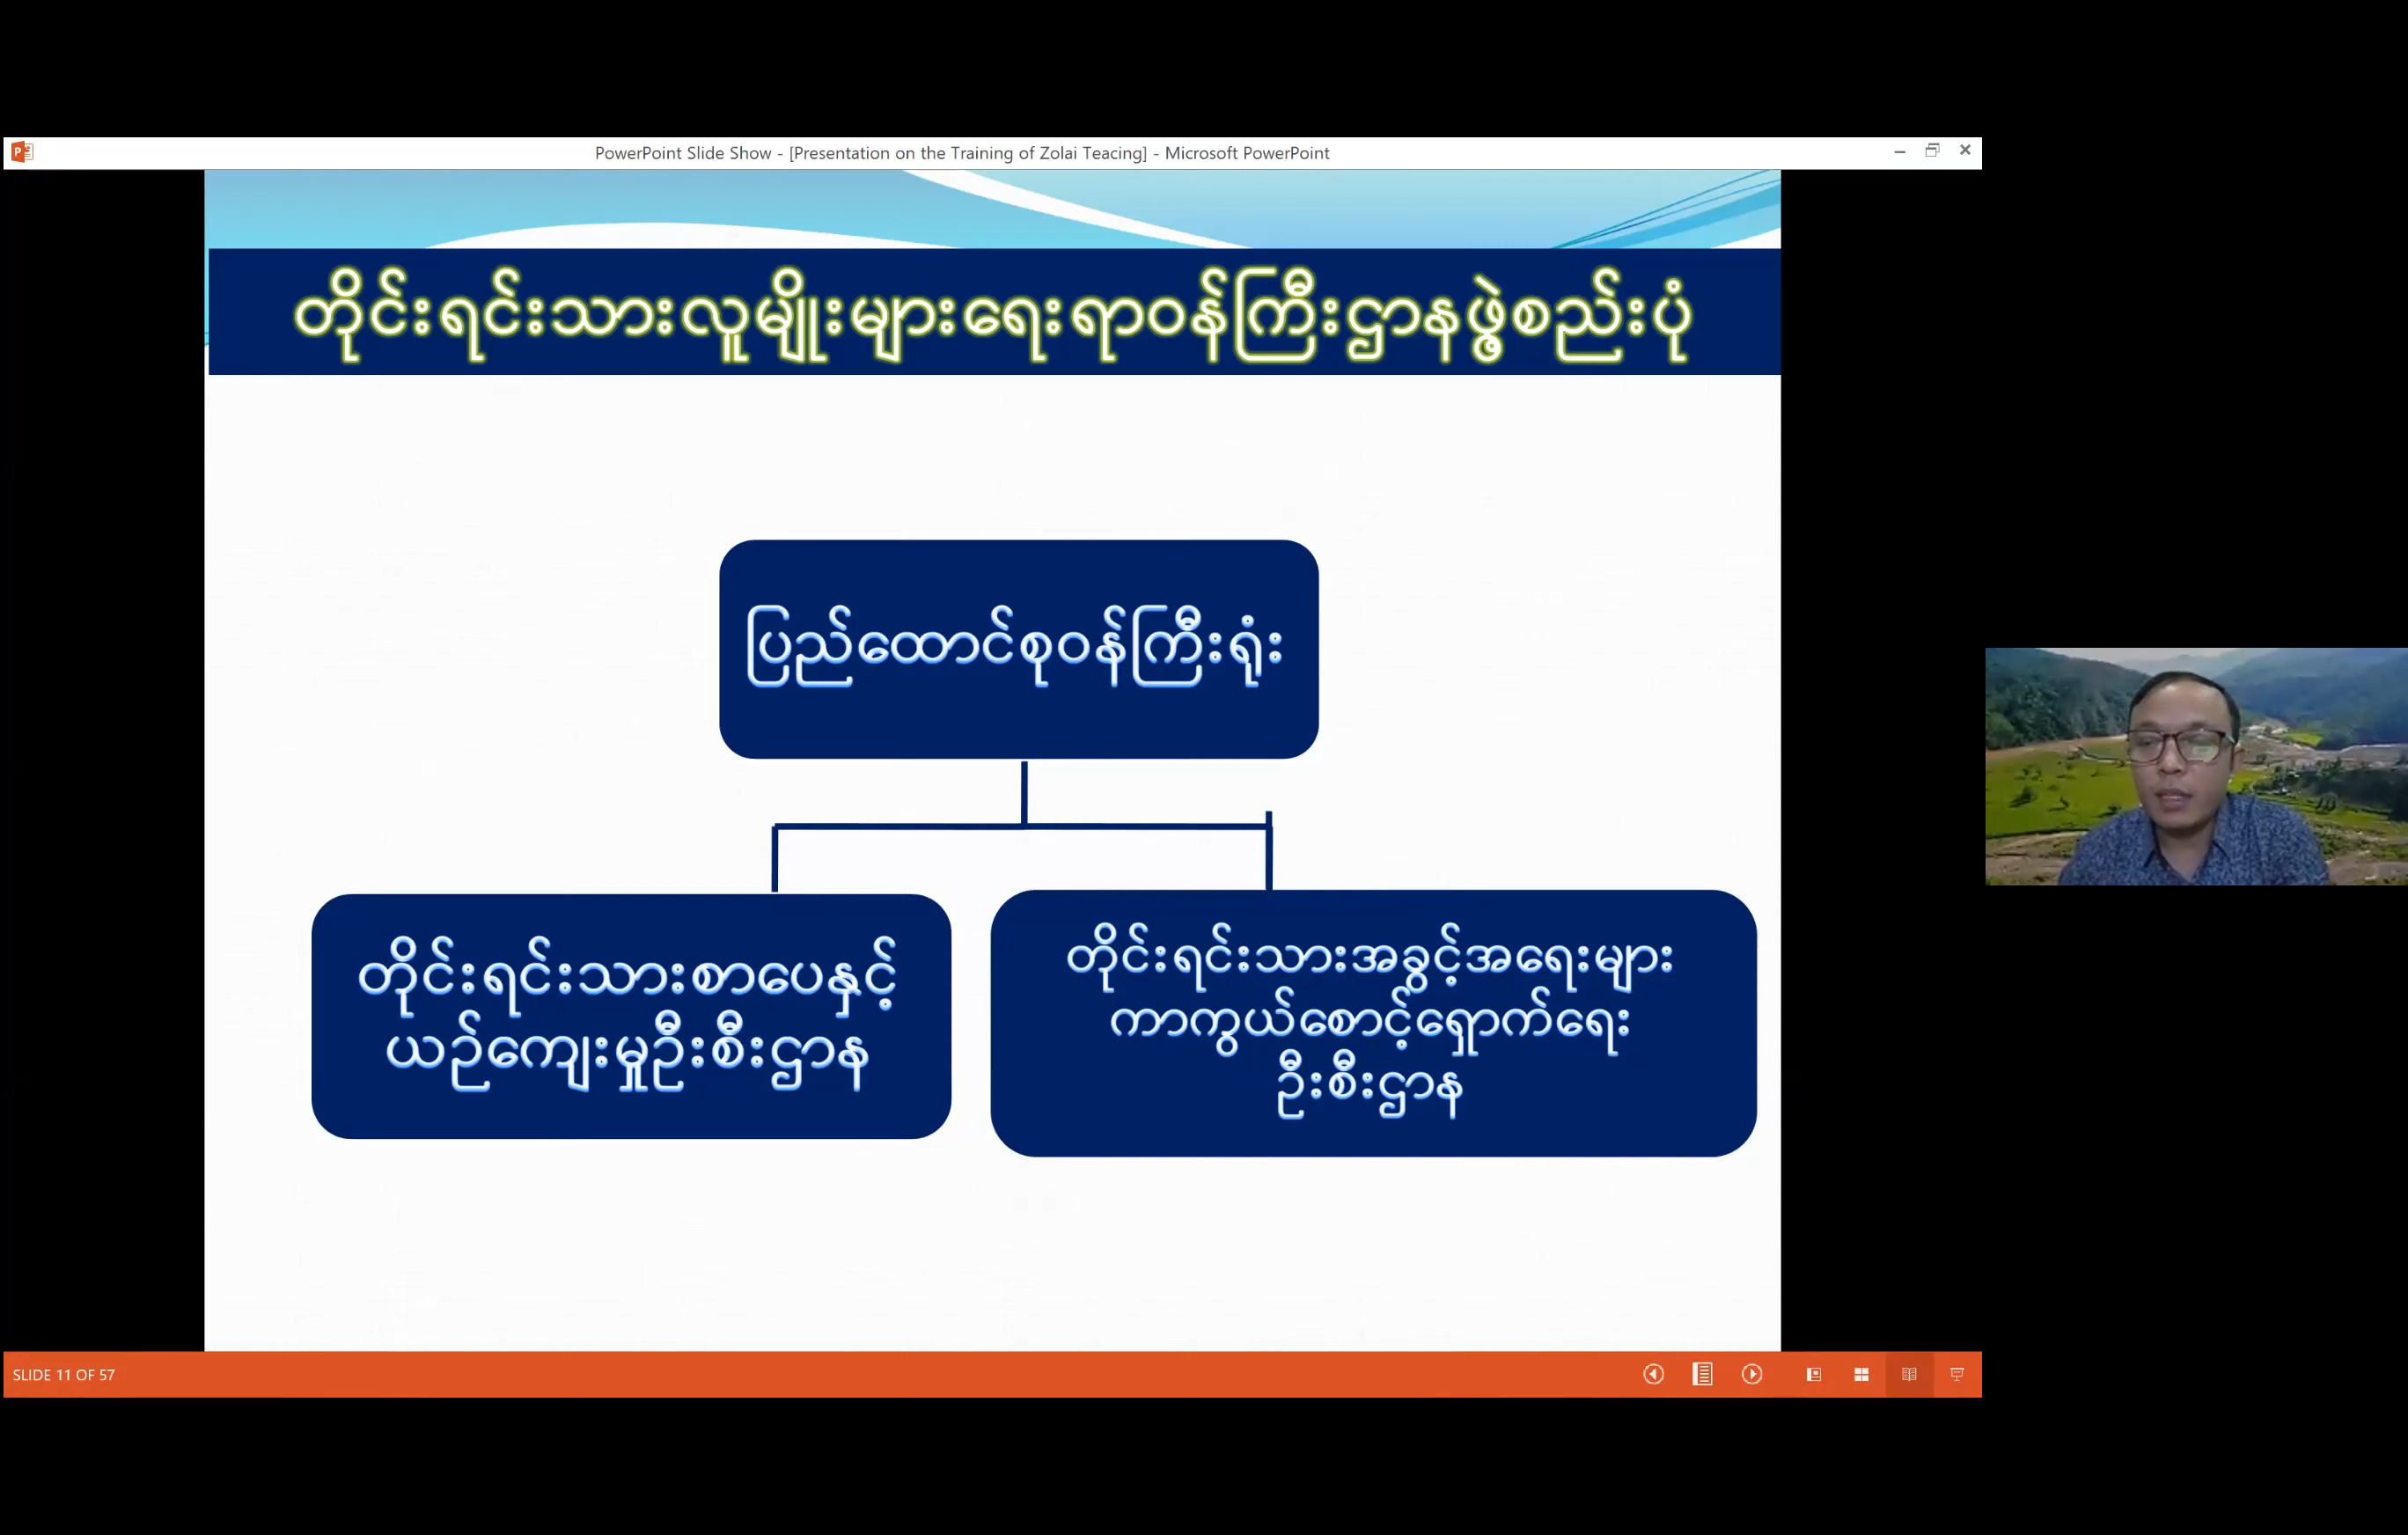 PowerPoint Slide Show - [Presentation on the Training of Zolai Teacing] - Microsoft PowerPoint
တိုင်းရင်းသားလူမျိုးများရေးရာဝန်ကြီးဌာနဖွဲ့စည်းပုံ
ပြည်ထောင်စုဝန်ကြီးရုံး
တိုင်းရင်းသားစာပေနှင့်
ယဉ်ကျေးမှုဦးစီးဌာန
တိုင်းရင်းသားအခွင့်အရေးများ
ကာကွယ်စောင့်ရှောက်ရေး
ဦးစီးဌာန
SLIDE 11 OF 57